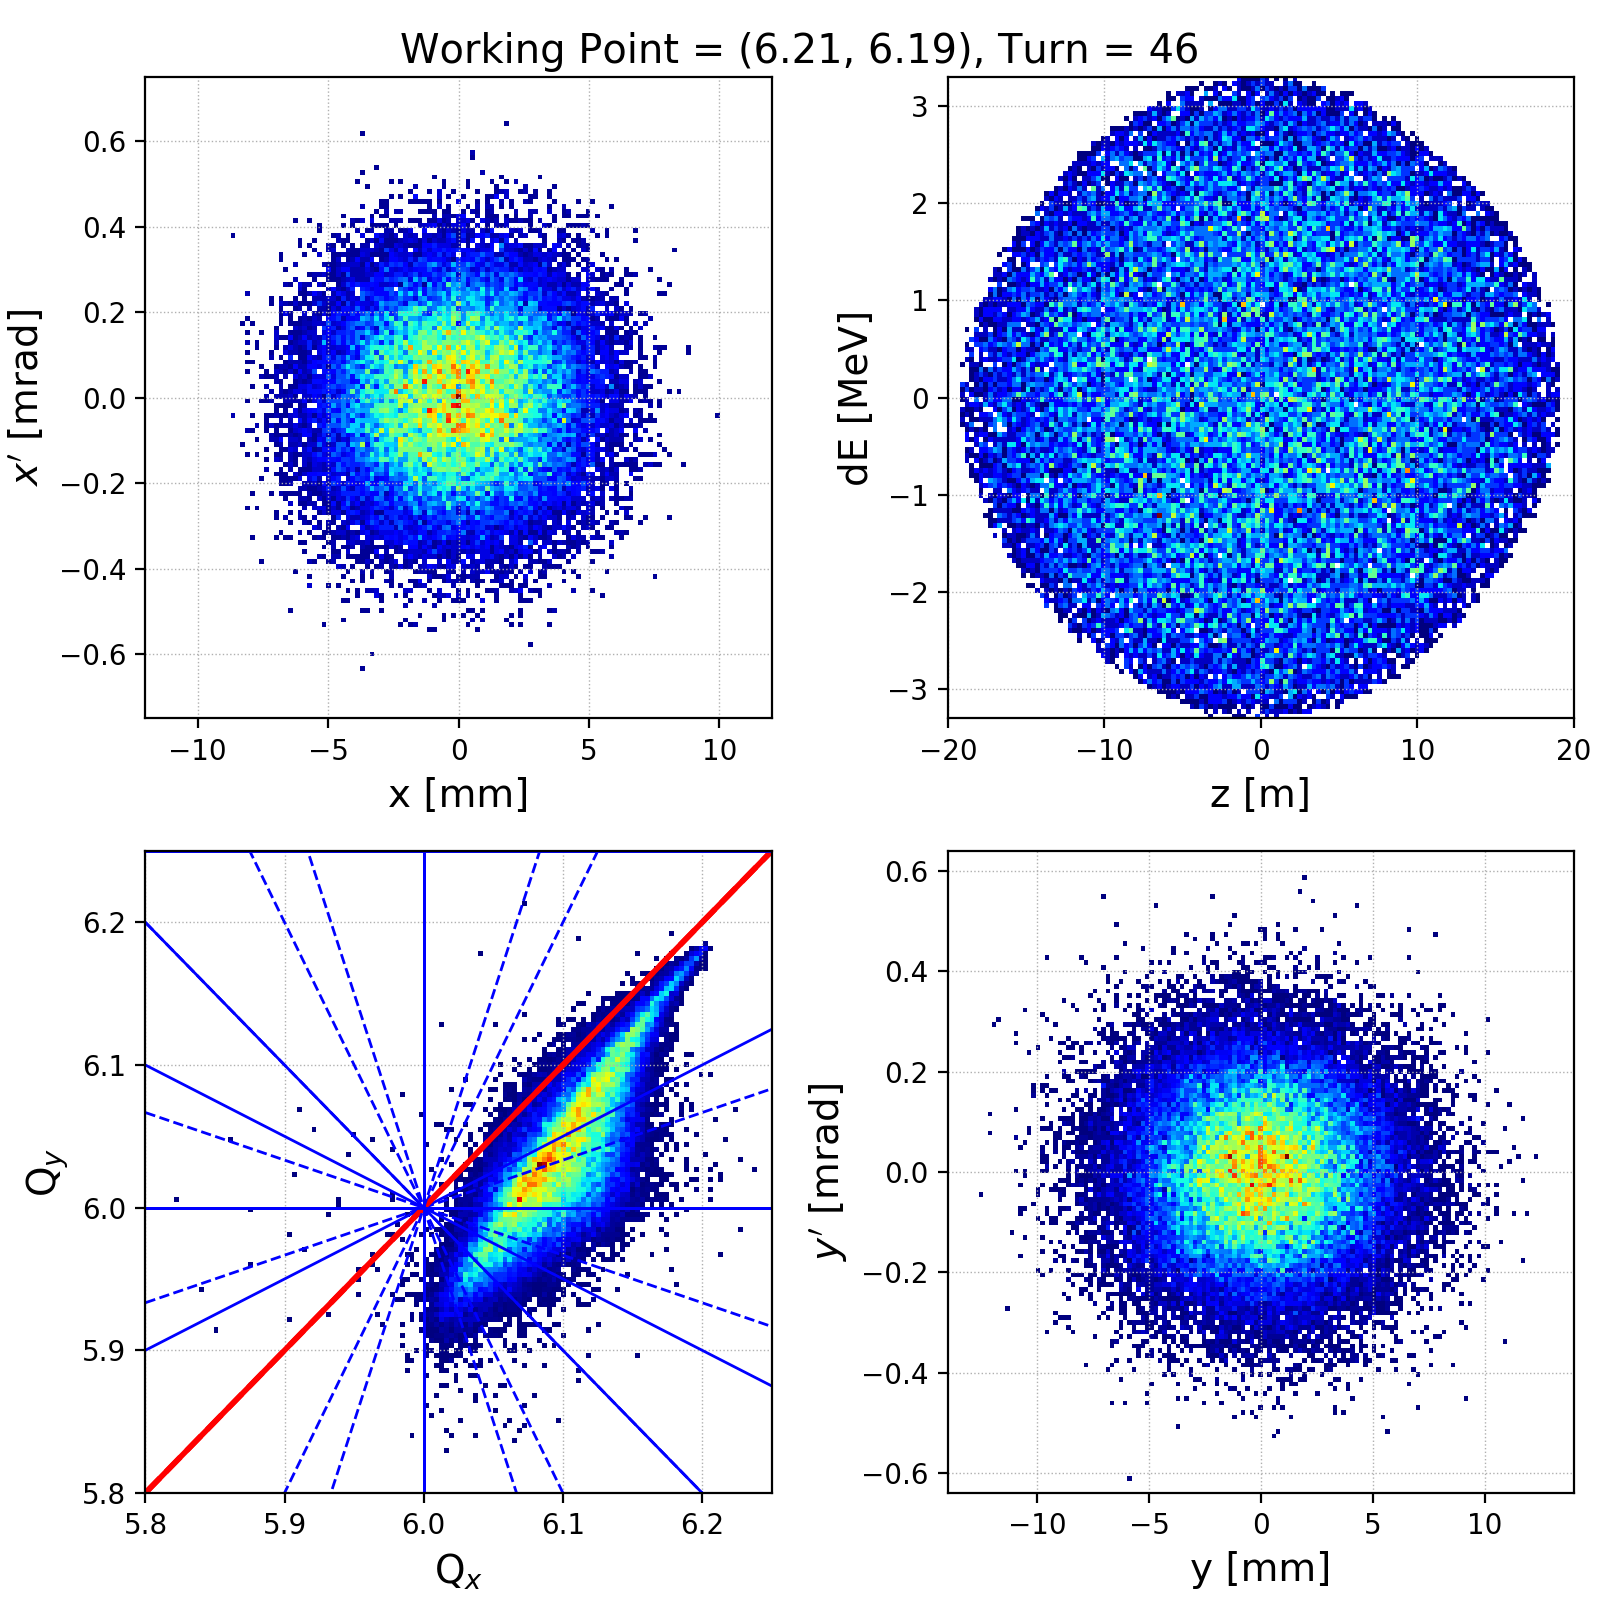 Working Point = (6.21, 6.19), Turn = 46
0.6
0.4
0.2
0.0
−0.2
−0.4
−0.6
x′ [mrad]
−10 −5 0 5 10
x [mm]
3
2
1
0
−1
−2
−3
dE [MeV]
−20 −10 0 10 20
z [m]
6.2
6.1
6.0
5.9
5.8
Qy
5.8 5.9 6.0 6.1 6.2
Qx
0.6
0.4
0.2
0.0
−0.2
−0.4
−0.6
y′ [mrad]
−10 −5 0 5 10
y [mm]